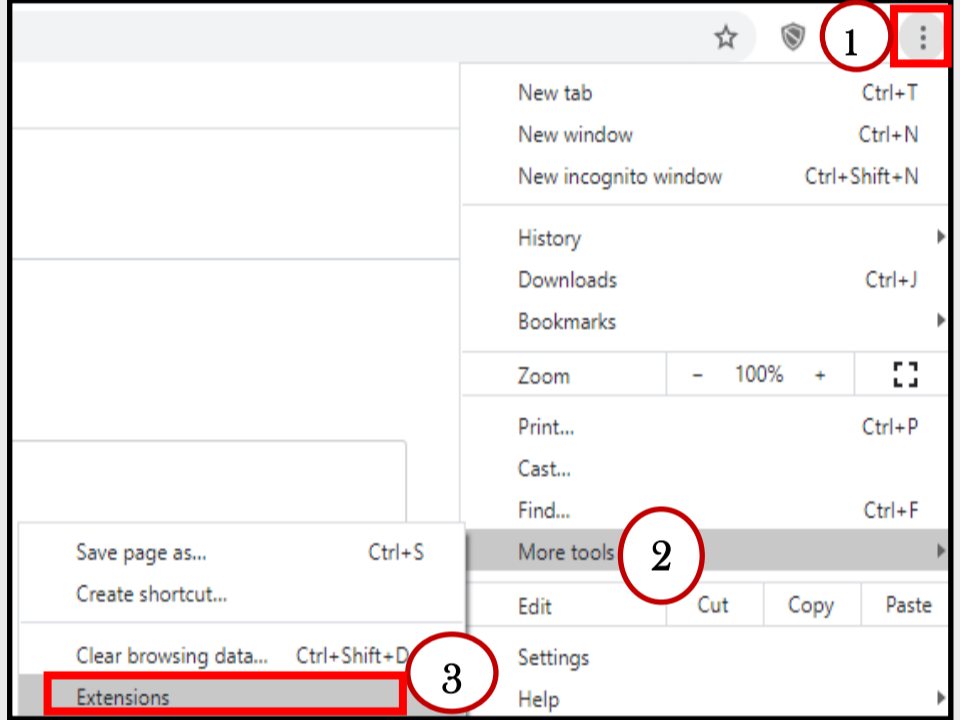 1
New tab Ctrl+T
New window Ctrl+N
New incognito window Ctrl+Shift+N
History
Downloads Ctrl+J
Bookmarks
Zoom - 100% +
Print... Ctrl+P
Cast...
Find... Ctrl+F
More tools 2
Edit Cut Copy Paste
Settings
Help
Save page as... Ctrl+S
Create shortcut...
Clear browsing data... Ctrl+Shift+D
Extensions 3